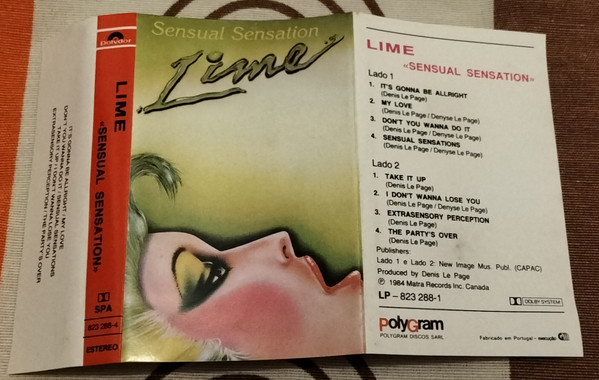 IT'S GONNA BE ALLRIGHT / MY LOVE
DON'T YOU WANNA DO IT / SENSUAL SENSATIONS
TAKE IT UP / I DON'T WANNA LOSE YOU
EXTRASENSORY PERCEPTION / THE PARTY'S OVER
Polydor
LIME
«SENSUAL SENSATION»
SPA
823 288-4
ESTEREO
Sensual Sensation
Lime
LIME
«SENSUAL SENSATION»
Lado 1
1. IT'S GONNA BE ALLRIGHT
(Denis Le Page)
2. MY LOVE
(Denis Le Page / Denyse Le Page)
3. DON'T YOU WANNA DO IT
(Denis Le Page / Denyse Le Page)
4. SENSUAL SENSATIONS
(Denis Le Page / Denyse Le Page)
Lado 2
1. TAKE IT UP
(Denis Le Page)
2. I DON'T WANNA LOSE YOU
(Denis Le Page / Denyse Le Page)
3. EXTRASENSORY PERCEPTION
(Denis Le Page)
4. THE PARTY'S OVER
(Denis Le Page)
Publishers:
Lado 1 e Lado 2: New Image Mus. Publ. (CAPAC)
Produced by Denis Le Page
℗ 1984 Matra Records Inc. Canada
LP – 823 288-1
DOLBY SYSTEM
PolyGram
POLYGRAM DISCOS SARL
Fabricado em Portugal - execução